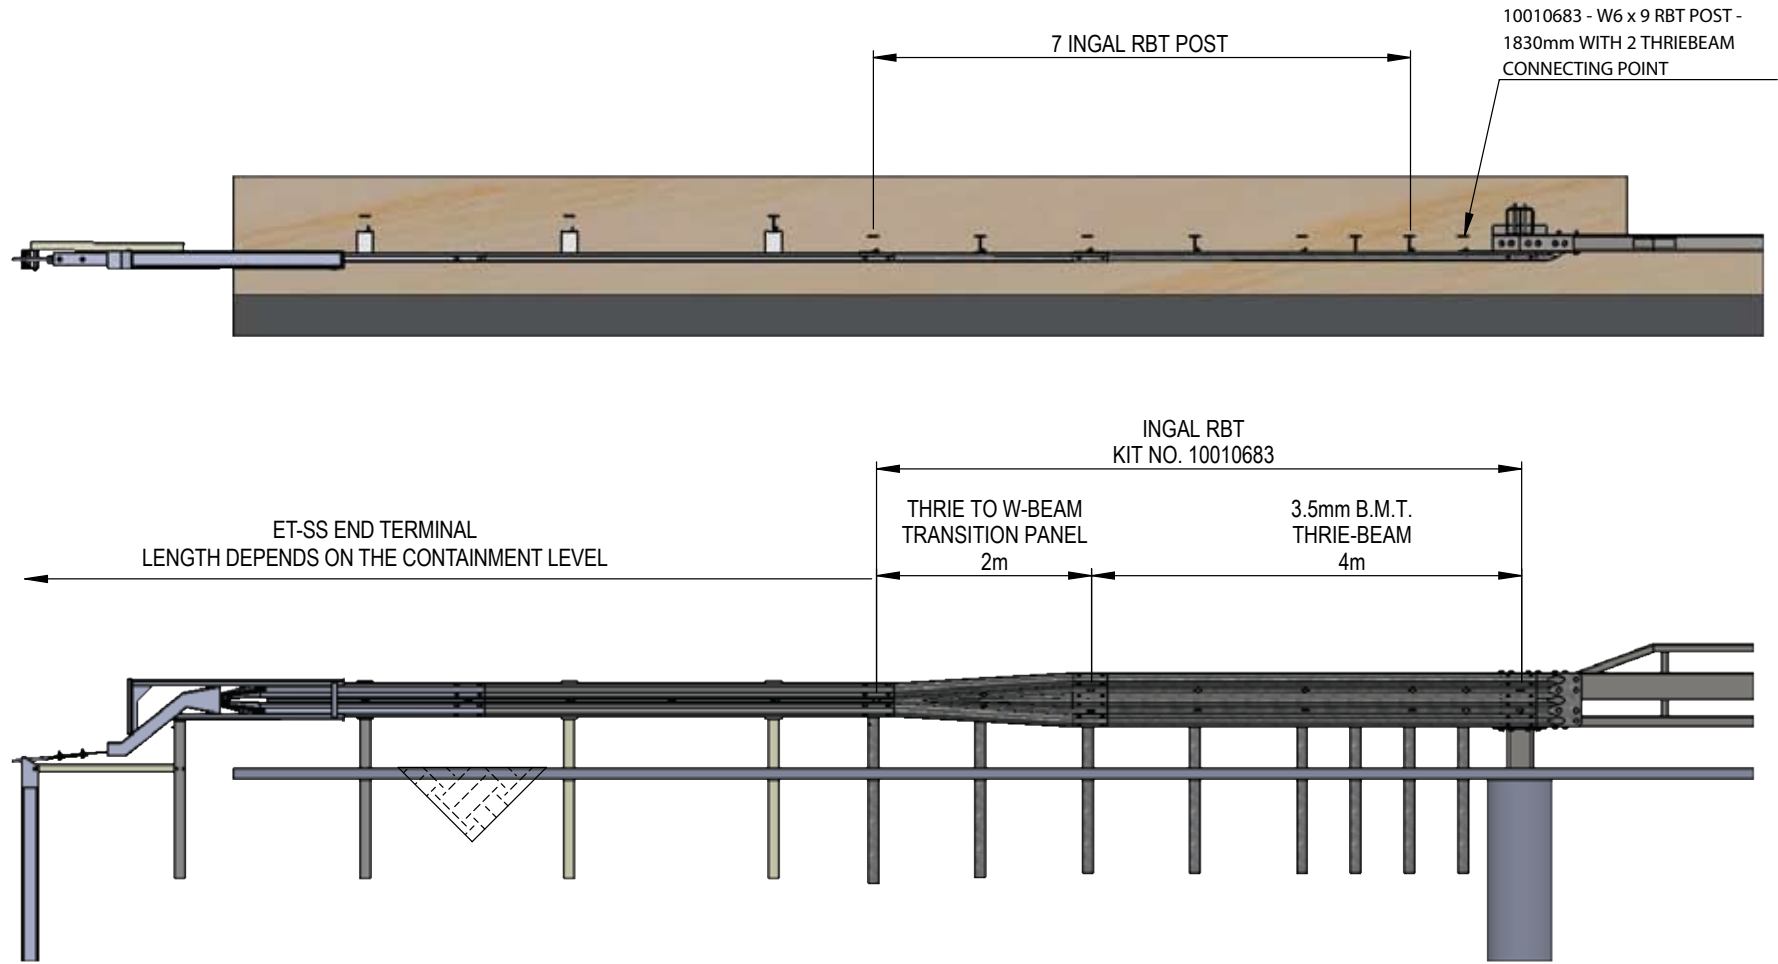 10010683 - W6 x 9 RBT POST -
1830mm WITH 2 THRIEBEAM
CONNECTING POINT
7 INGAL RBT POST
INGAL RBT
KIT NO. 10010683
THRIE TO W-BEAM
TRANSITION PANEL
2m
3.5mm B.M.T.
THRIE-BEAM
4m
ET-SS END TERMINAL
LENGTH DEPENDS ON THE CONTAINMENT LEVEL